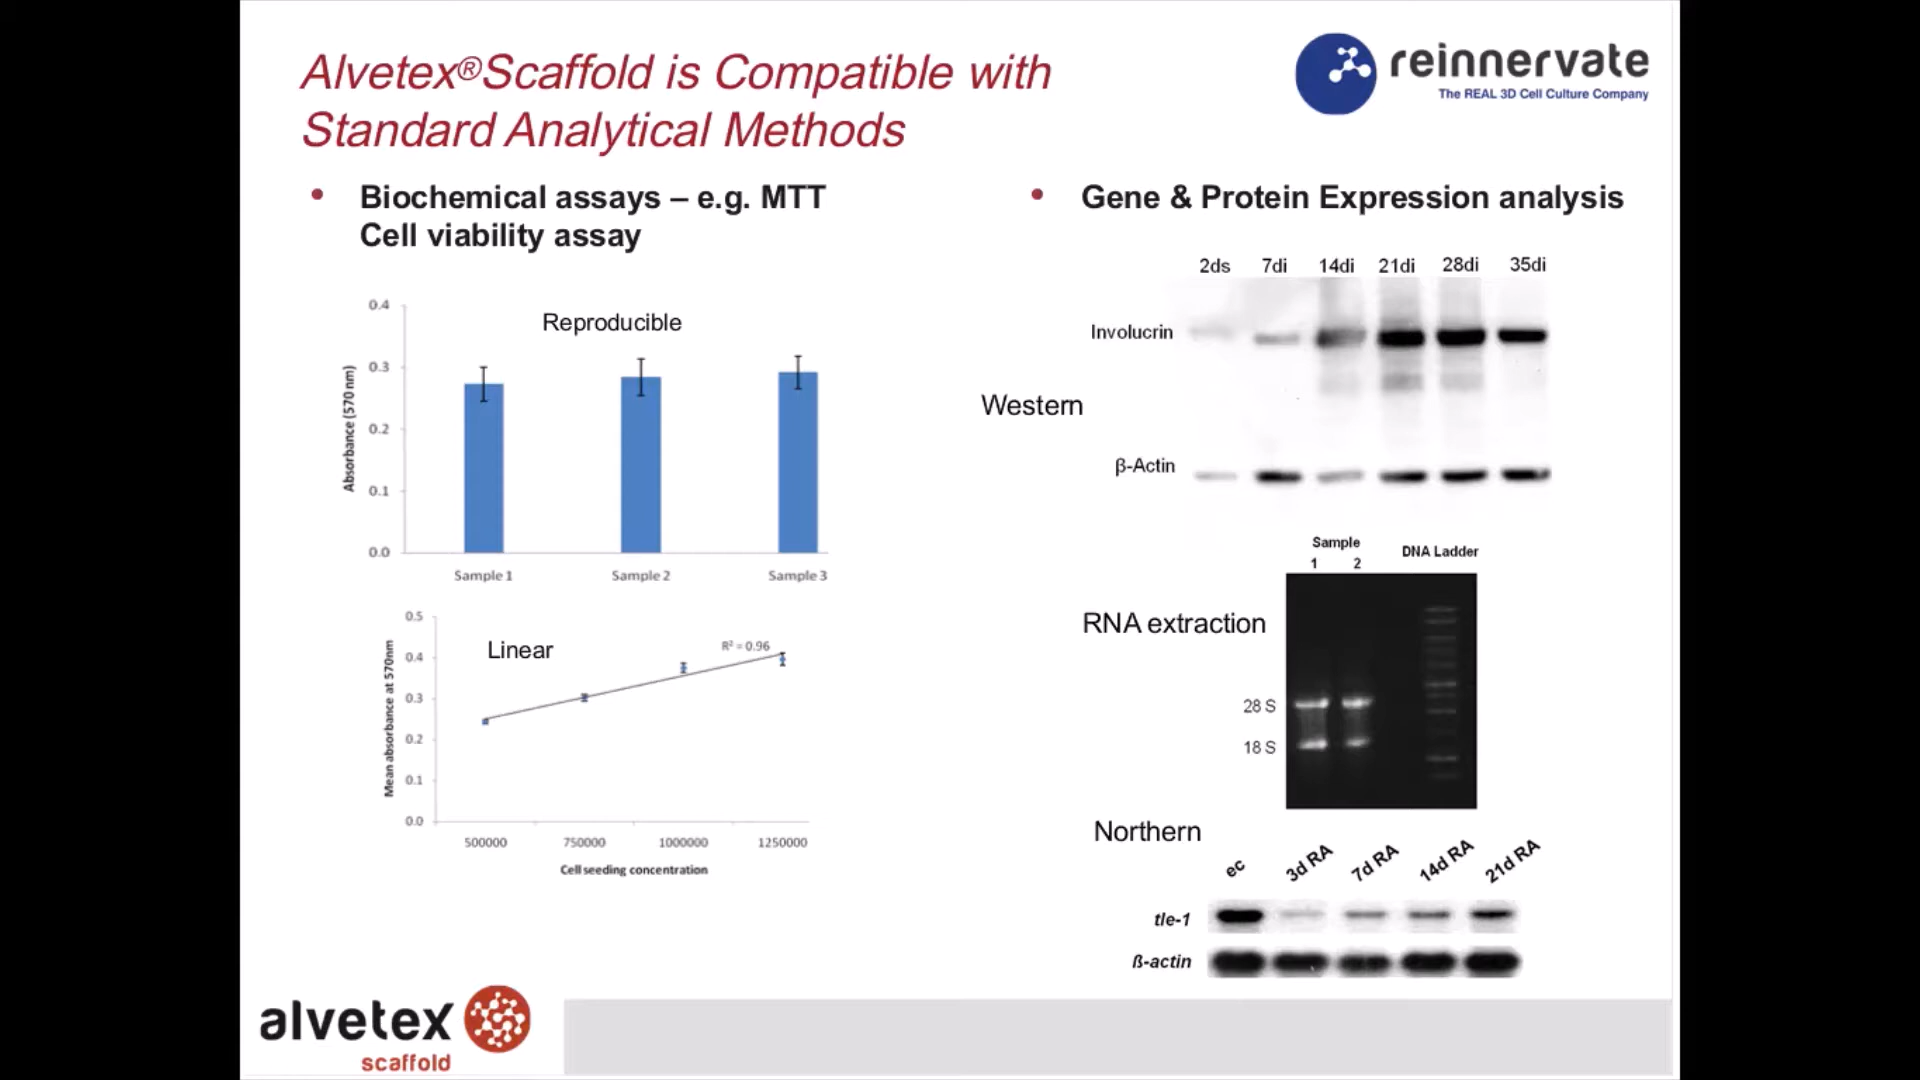 Alvetex®Scaffold is Compatible with
Standard Analytical Methods
reinnervate
The REAL 3D Cell Culture Company
• Biochemical assays – e.g. MTT
Cell viability assay
0.4
0.3
0.2
0.1
0.0
Absorbance (570 nm)
Reproducible
Sample 1 Sample 2 Sample 3
0.5
0.4
0.3
0.2
0.1
0.0
Mean absorbance at 570nm
Linear
R² = 0.96
500000 750000 1000000 1250000
Cell seeding concentration
• Gene & Protein Expression analysis
2ds 7di 14di 21di 28di 35di
Involucrin
Western
β-Actin
Sample
1 2
DNA Ladder
RNA extraction
28 S
18 S
Northern
ec 3d RA 7d RA 14d RA 21d RA
tle-1
ß-actin
alvetex
scaffold